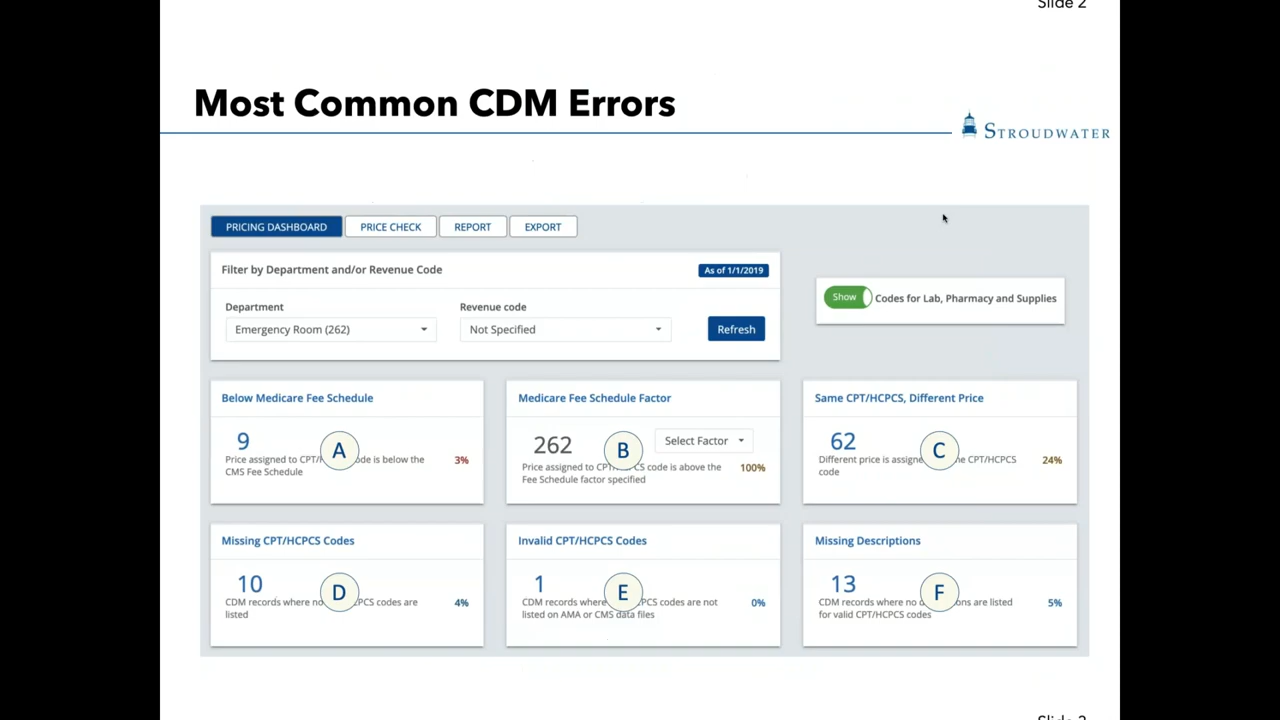 Slide 2
Most Common CDM Errors
STROUDWATER
PRICING DASHBOARD PRICE CHECK REPORT EXPORT
Filter by Department and/or Revenue Code As of 1/1/2019
Show Codes for Lab, Pharmacy and Supplies
Department Revenue code
Emergency Room (262) Not Specified Refresh
Below Medicare Fee Schedule
9
A
Price assigned to CPT/ ode is below the
CMS Fee Schedule
3%
Medicare Fee Schedule Factor
262
B
Select Factor
Price assigned to CPT CS code is above the
Fee Schedule factor specified
100%
Same CPT/HCPCS, Different Price
62
C
Different price is assigne e CPT/HCPCS
code
24%
Missing CPT/HCPCS Codes
10
D
CDM records where no PCS codes are
listed
4%
Invalid CPT/HCPCS Codes
1
E
CDM records where PCS codes are not
listed on AMA or CMS data files
0%
Missing Descriptions
13
F
CDM records where no d ons are listed
for valid CPT/HCPCS codes
5%